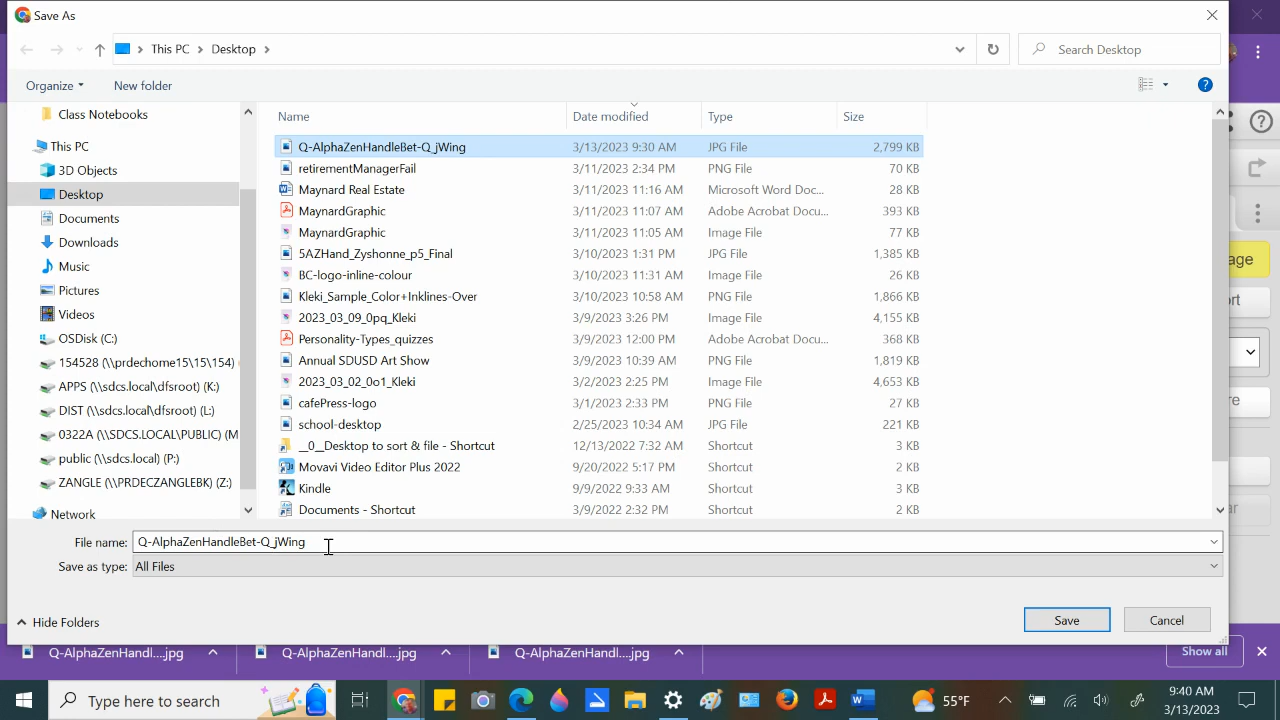 Save As
This PC > Desktop >
Search Desktop
Organize
New folder
Class Notebooks
This PC
3D Objects
Desktop
Documents
Downloads
Music
Pictures
Videos
OSDisk (C:)
154528 (\\prdechome15\15\154) (
APPS (\\sdcs.local\dfsroot) (K:)
DIST (\\sdcs.local\dfsroot) (L:)
0322A (\\SDCS.LOCAL\PUBLIC) (M
public (\\sdcs.local) (P:)
ZANGLE (\\PRDECZANGLEBK) (Z:)
Network
Name Date modified Type Size
Q-AlphaZenHandleBet-Q_jWing 3/13/2023 9:30 AM JPG File 2,799 KB
retirementManagerFail 3/11/2023 2:34 PM JPG File 70 KB
Maynard Real Estate 3/11/2023 11:16 AM Microsoft Word Doc... 28 KB
MaynardGraphic 3/11/2023 11:07 AM Adobe Acrobat Docu... 393 KB
MaynardGraphic 3/11/2023 11:05 AM Image File 77 KB
5AZHand_Zyshonne_p5_Final 3/10/2023 1:31 PM JPG File 1,385 KB
BC-logo-inline-colour 3/10/2023 11:31 AM Image File 26 KB
Kleki_Sample_Color+Inklines-Over 3/10/2023 10:58 AM PNG File 1,866 KB
2023_03_09_0pq_Kleki 3/9/2023 3:26 PM Image File 4,155 KB
Personality-Types_quizzes 3/9/2023 12:00 PM Adobe Acrobat Docu... 368 KB
Annual SDUSD Art Show 3/9/2023 10:39 AM PNG File 1,819 KB
2023_03_02_0o1_Kleki 3/2/2023 2:25 PM Image File 4,653 KB
cafePress-logo 3/1/2023 2:33 PM PNG File 27 KB
school-desktop 2/25/2023 10:34 AM JPG File 221 KB
__0__Desktop to sort & file - Shortcut 12/13/2022 7:32 AM Shortcut 3 KB
Movavi Video Editor Plus 2022 9/20/2022 5:17 PM Shortcut 2 KB
Kindle 9/9/2022 9:33 AM Shortcut 3 KB
Documents - Shortcut 3/9/2022 2:32 PM Shortcut 2 KB
age
rt
re
ar
File name: Q-AlphaZenHandleBet-Q_jWing
Save as type: All Files
Hide Folders
Save
Cancel
Q-AlphaZenHandl....jpg
Q-AlphaZenHandl....jpg
Q-AlphaZenHandl....jpg
Show all
Type here to search
55°F
9:40 AM
3/13/2023